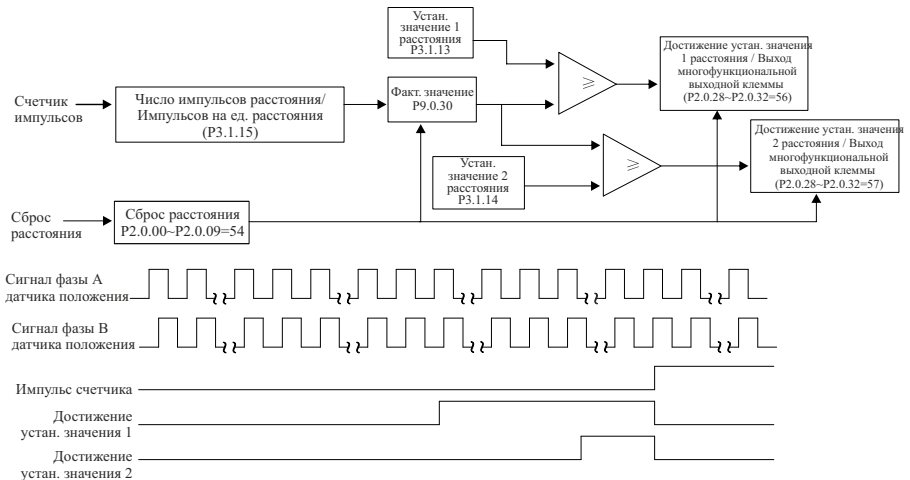 Устан.
значение 1
расстояния
P3.1.13
Достижение устан. значения
1 расстояния / Выход
многофункциональной
выходной клеммы
(P2.0.28~P2.0.32=56)
Счетчик
импульсов
Число импульсов расстояния/
Импульсов на ед. расстояния
(P3.1.15)
Факт. значение
P9.0.30
≥
Достижение устан. значения
2 расстояния / Выход
многофункциональной
выходной клеммы
(P2.0.28~P2.0.32=57)
Устан.
значение 2
расстояния
P3.1.14
≥
Сброс
расстояния
Сброс расстояния
P2.0.00~P2.0.09=54
Сигнал фазы А
датчика положения
Сигнал фазы В
датчика положения
Импульс счетчика
Достижение
устан. значения 1
Достижение
устан. значения 2